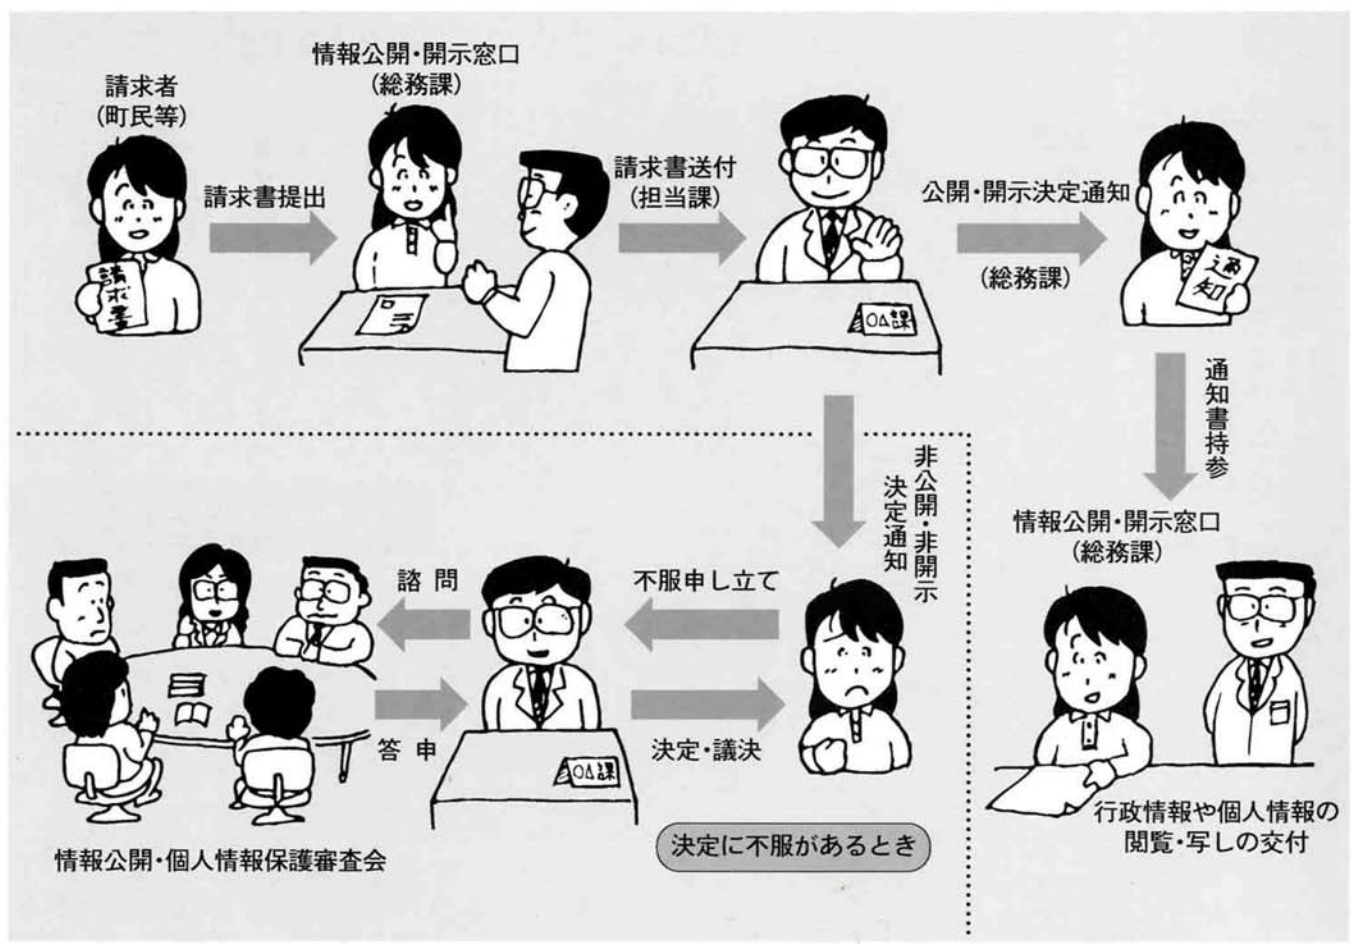 請求者
(町民等)
請求書
請求書提出
情報公開・開示窓口
(総務課)
請求書送付
(担当課)
〇△課
公開・開示決定通知
(総務課)
通知
通知書持参
情報公開・開示窓口
(総務課)
行政情報や個人情報の
閲覧・写しの交付
非公開・非開示
決定通知
不服申し立て
決定・議決
〇△課
諮問
答申
情報公開・個人情報保護審査会
決定に不服があるとき